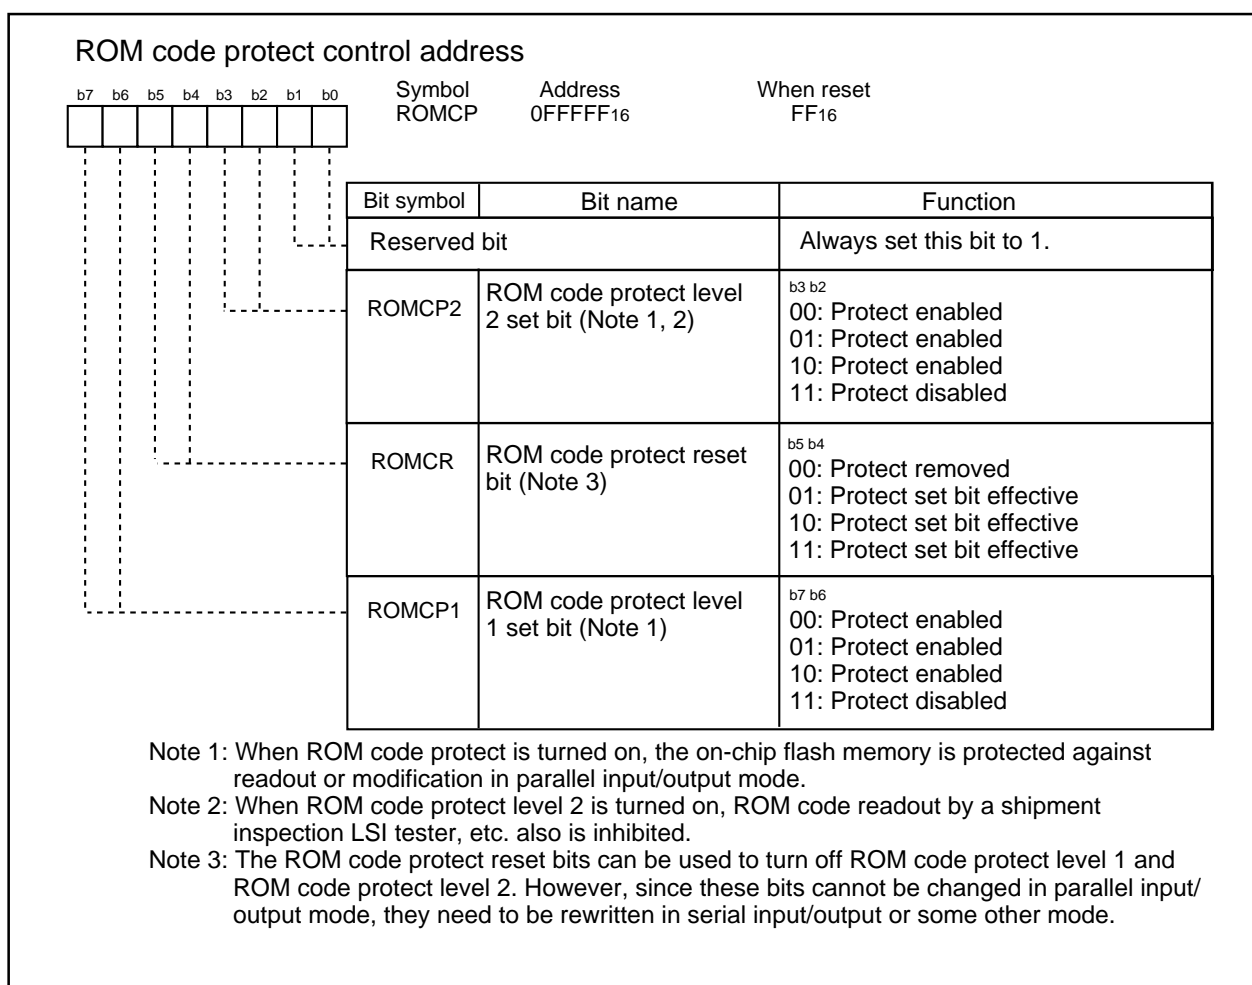 ROM code protect control address
b7 b6 b5 b4 b3 b2 b1 b0
Symbol Address When reset
ROMCP 0FFFFF16 FF16
Bit symbol Bit name Function
Reserved bit Always set this bit to 1.
ROMCP2
ROM code protect level
2 set bit (Note 1, 2)
b3 b2
00: Protect enabled
01: Protect enabled
10: Protect enabled
11: Protect disabled
ROMCR
ROM code protect reset
bit (Note 3)
b5 b4
00: Protect removed
01: Protect set bit effective
10: Protect set bit effective
11: Protect set bit effective
ROMCP1
ROM code protect level
1 set bit (Note 1)
b7 b6
00: Protect enabled
01: Protect enabled
10: Protect enabled
11: Protect disabled
Note 1: When ROM code protect is turned on, the on-chip flash memory is protected against
readout or modification in parallel input/output mode.
Note 2: When ROM code protect level 2 is turned on, ROM code readout by a shipment
inspection LSI tester, etc. also is inhibited.
Note 3: The ROM code protect reset bits can be used to turn off ROM code protect level 1 and
ROM code protect level 2. However, since these bits cannot be changed in parallel input/
output mode, they need to be rewritten in serial input/output or some other mode.